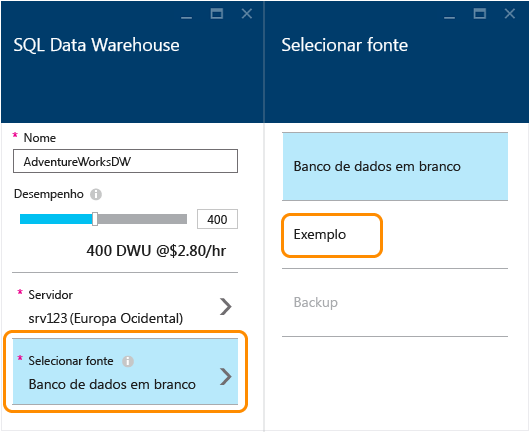 SQL Data Warehouse
* Nome
AdventureWorksDW
Desempenho
400
400 DWU @$2.80/hr
* Servidor
srv123 (Europa Ocidental)
* Selecionar fonte
Banco de dados em branco
Selecionar fonte
Banco de dados em branco
Exemplo
Backup